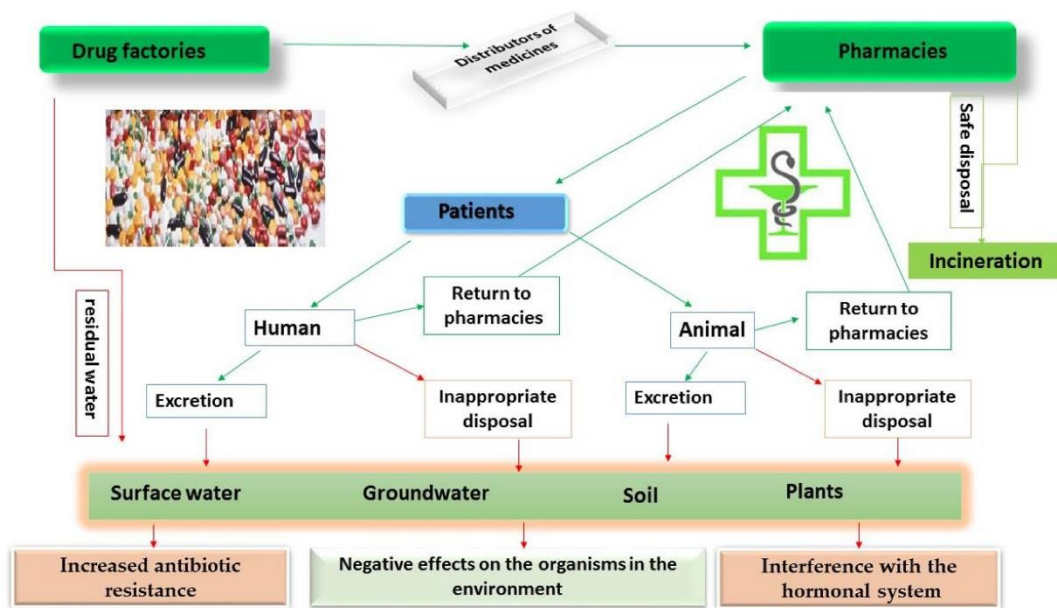 Drug factories
Distributors of
medicines
Pharmacies
Safe disposal
Patients
Incineration
residual water
Human
Return to
pharmacies
Animal
Return to
pharmacies
Excretion
Inappropriate
disposal
Excretion
Inappropriate
disposal
Surface water
Groundwater
Soil
Plants
Increased antibiotic
resistance
Negative effects on the organisms in the
environment
Interference with the
hormonal system